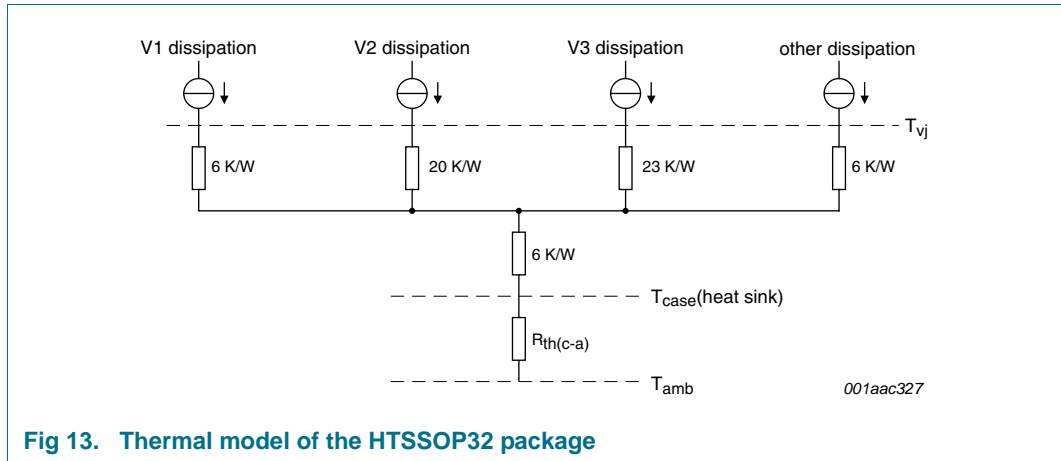 V1 dissipation V2 dissipation V3 dissipation other dissipation
Tvj
6 K/W 20 K/W 23 K/W 6 K/W
6 K/W
Tcase(heat sink)
Rth(c-a)
Tamb 001aac327
Fig 13. Thermal model of the HTSSOP32 package